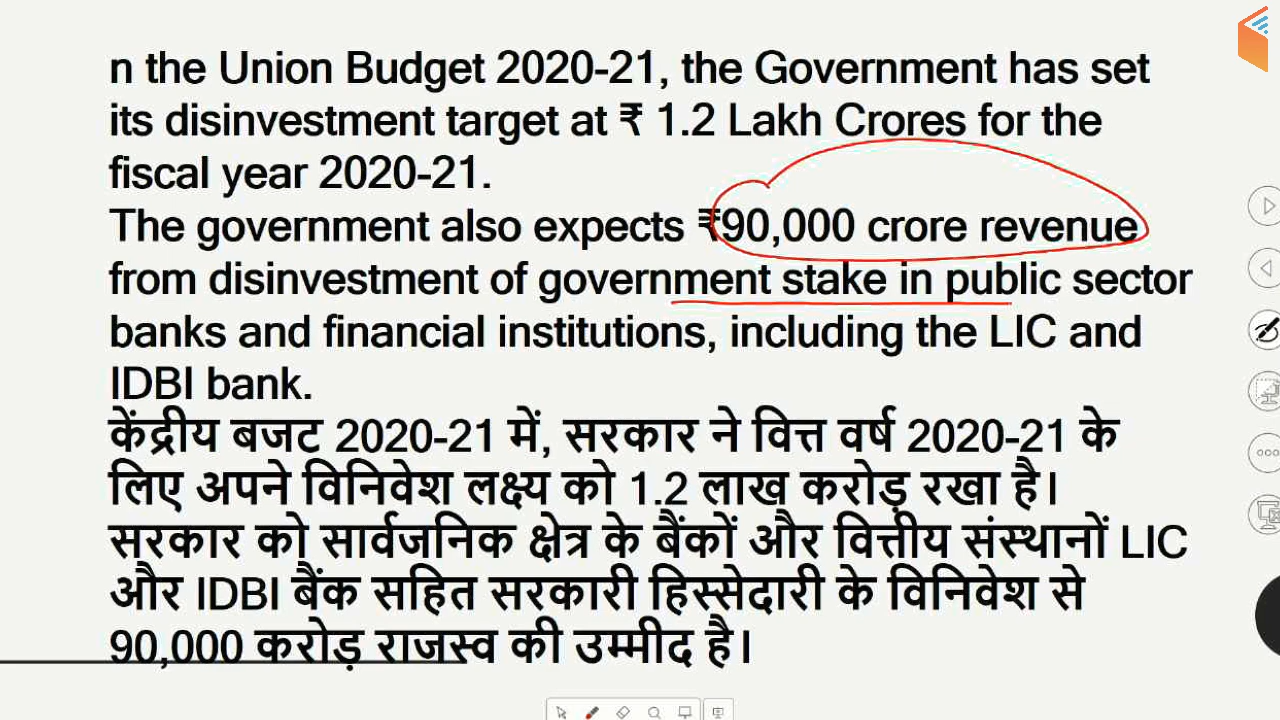 n the Union Budget 2020-21, the Government has set
its disinvestment target at ₹ 1.2 Lakh Crores for the
fiscal year 2020-21.
The government also expects ₹90,000 crore revenue
from disinvestment of government stake in public sector
banks and financial institutions, including the LIC and
IDBI bank.
केंद्रीय बजट 2020-21 में, सरकार ने वित्त वर्ष 2020-21 के
लिए अपने विनिवेश लक्ष्य को 1.2 लाख करोड़ रखा है।
सरकार को सार्वजनिक क्षेत्र के बैंकों और वित्तीय संस्थानों LIC
और IDBI बैंक सहित सरकारी हिस्सेदारी के विनिवेश से
90,000 करोड़ राजस्व की उम्मीद है।